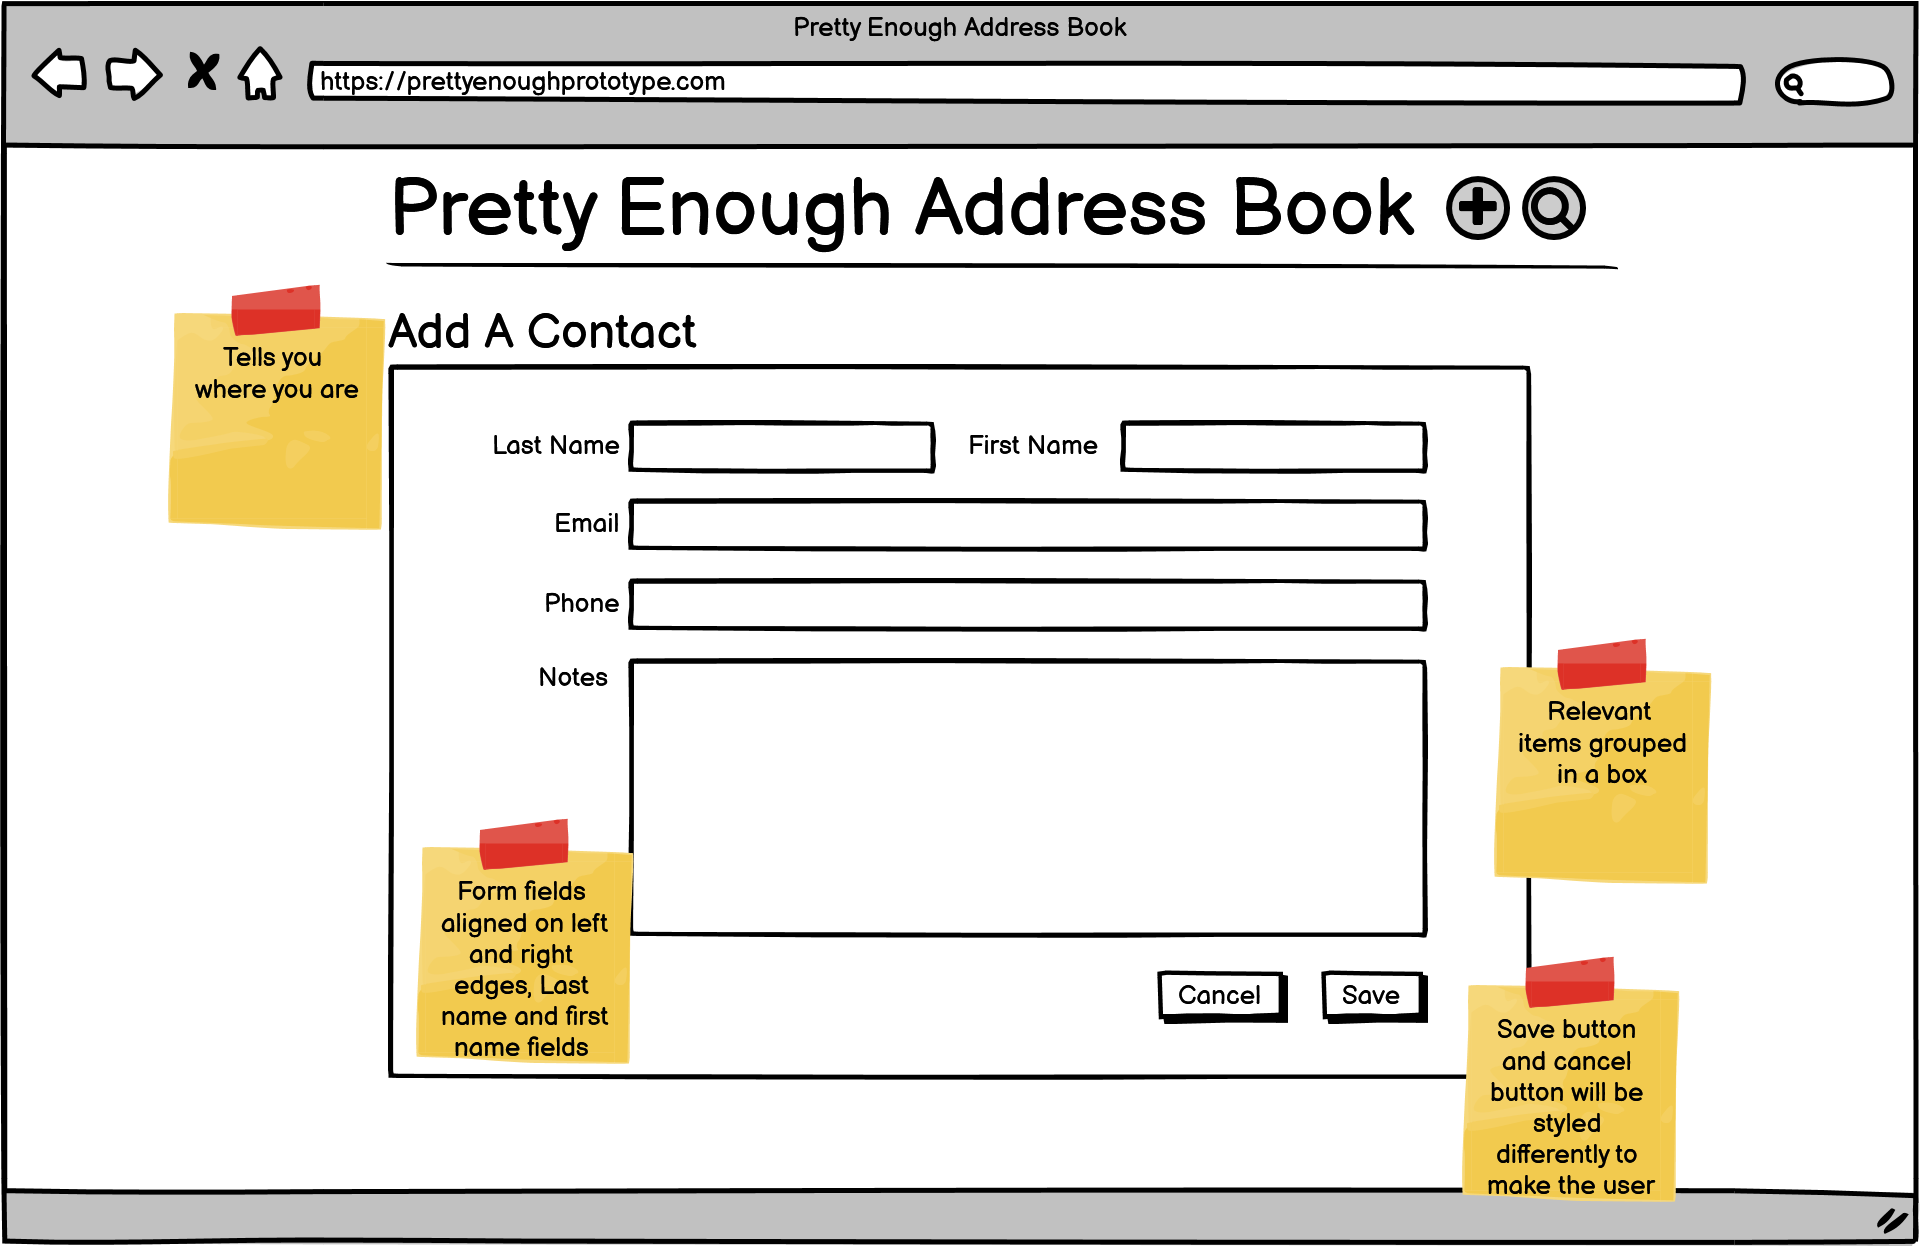 Pretty Enough Address Book
https://prettyenoughprototype.com
Pretty Enough Address Book
Add A Contact
Tells you
where you are
Last Name
First Name
Email
Phone
Notes
Relevant
items grouped
in a box
Form fields
aligned on left
and right
edges, Last
name and first
name fields
Cancel
Save
Save button
and cancel
button will be
styled
differently to
make the user